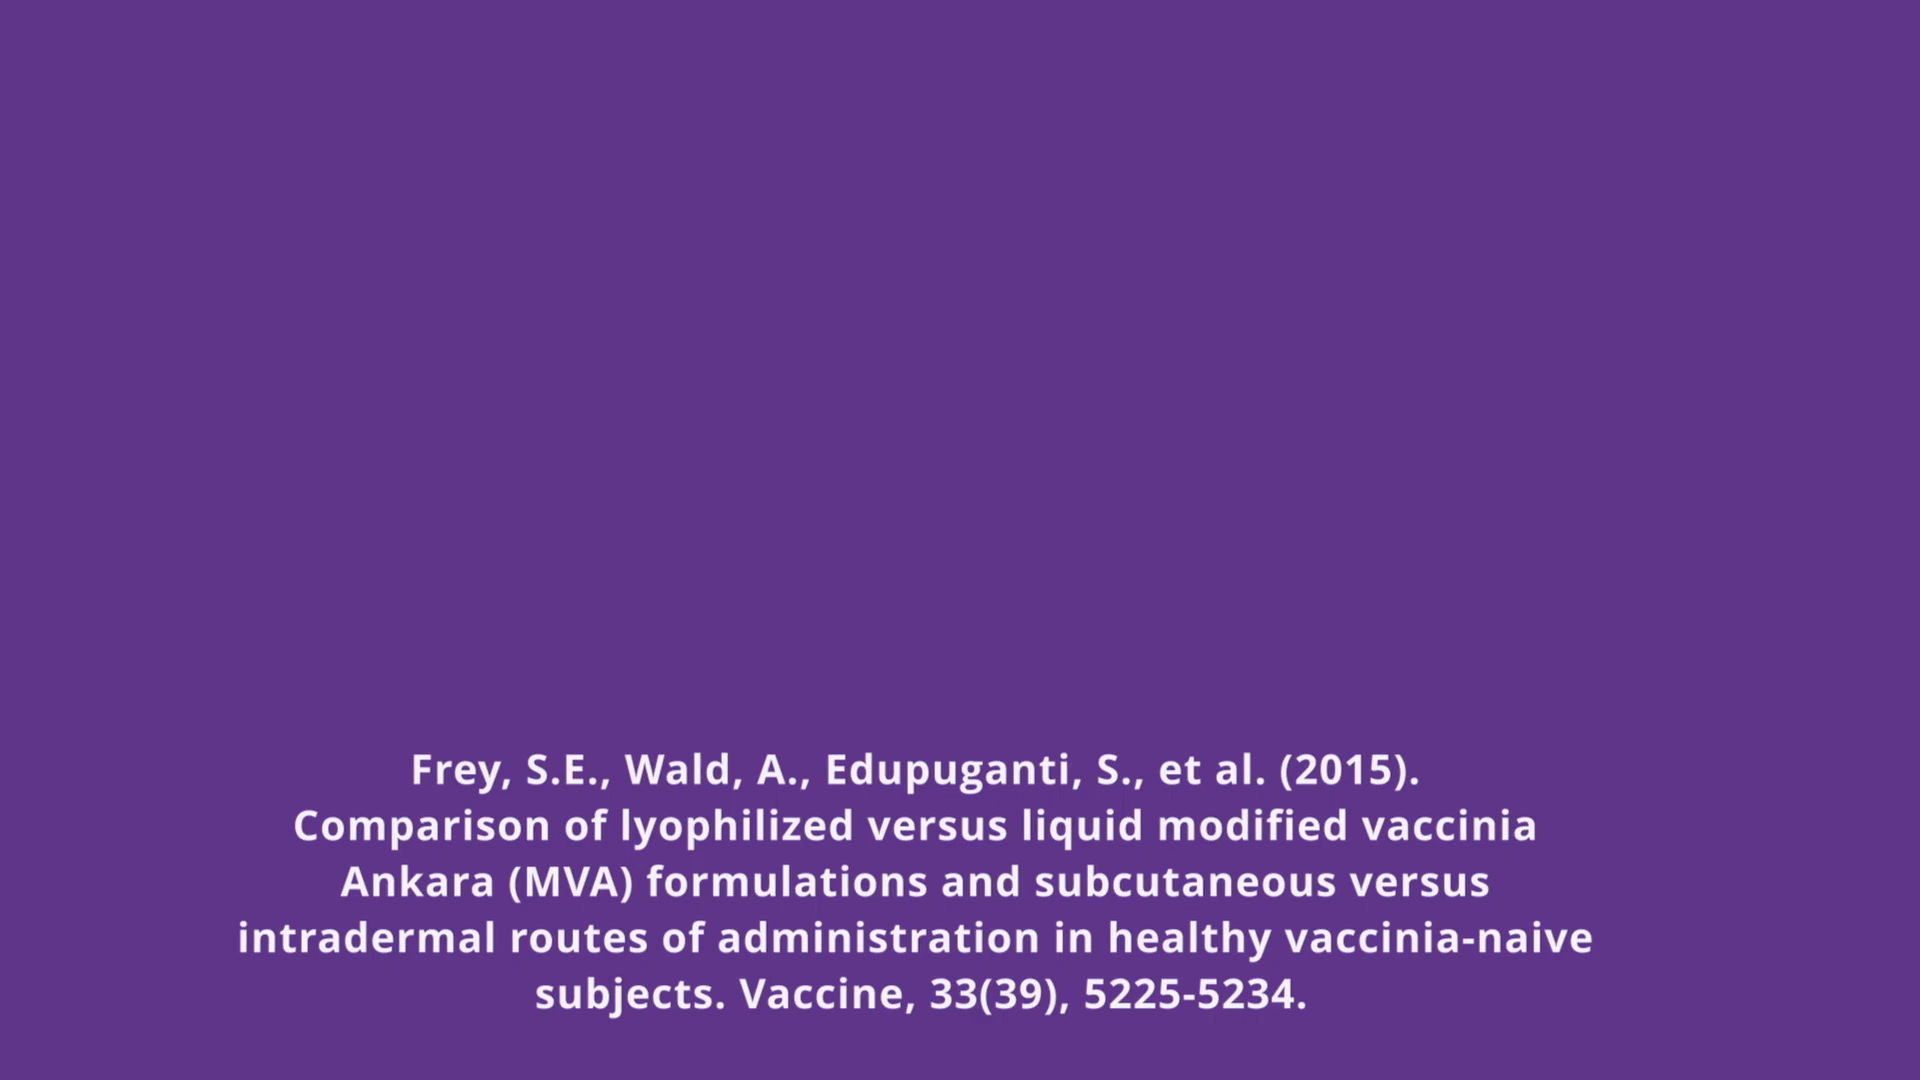 Frey, S.E., Wald, A., Edupuganti, S., et al. (2015).
Comparison of lyophilized versus liquid modified vaccinia
Ankara (MVA) formulations and subcutaneous versus
intradermal routes of administration in healthy vaccinia-naive
subjects. Vaccine, 33(39), 5225-5234.